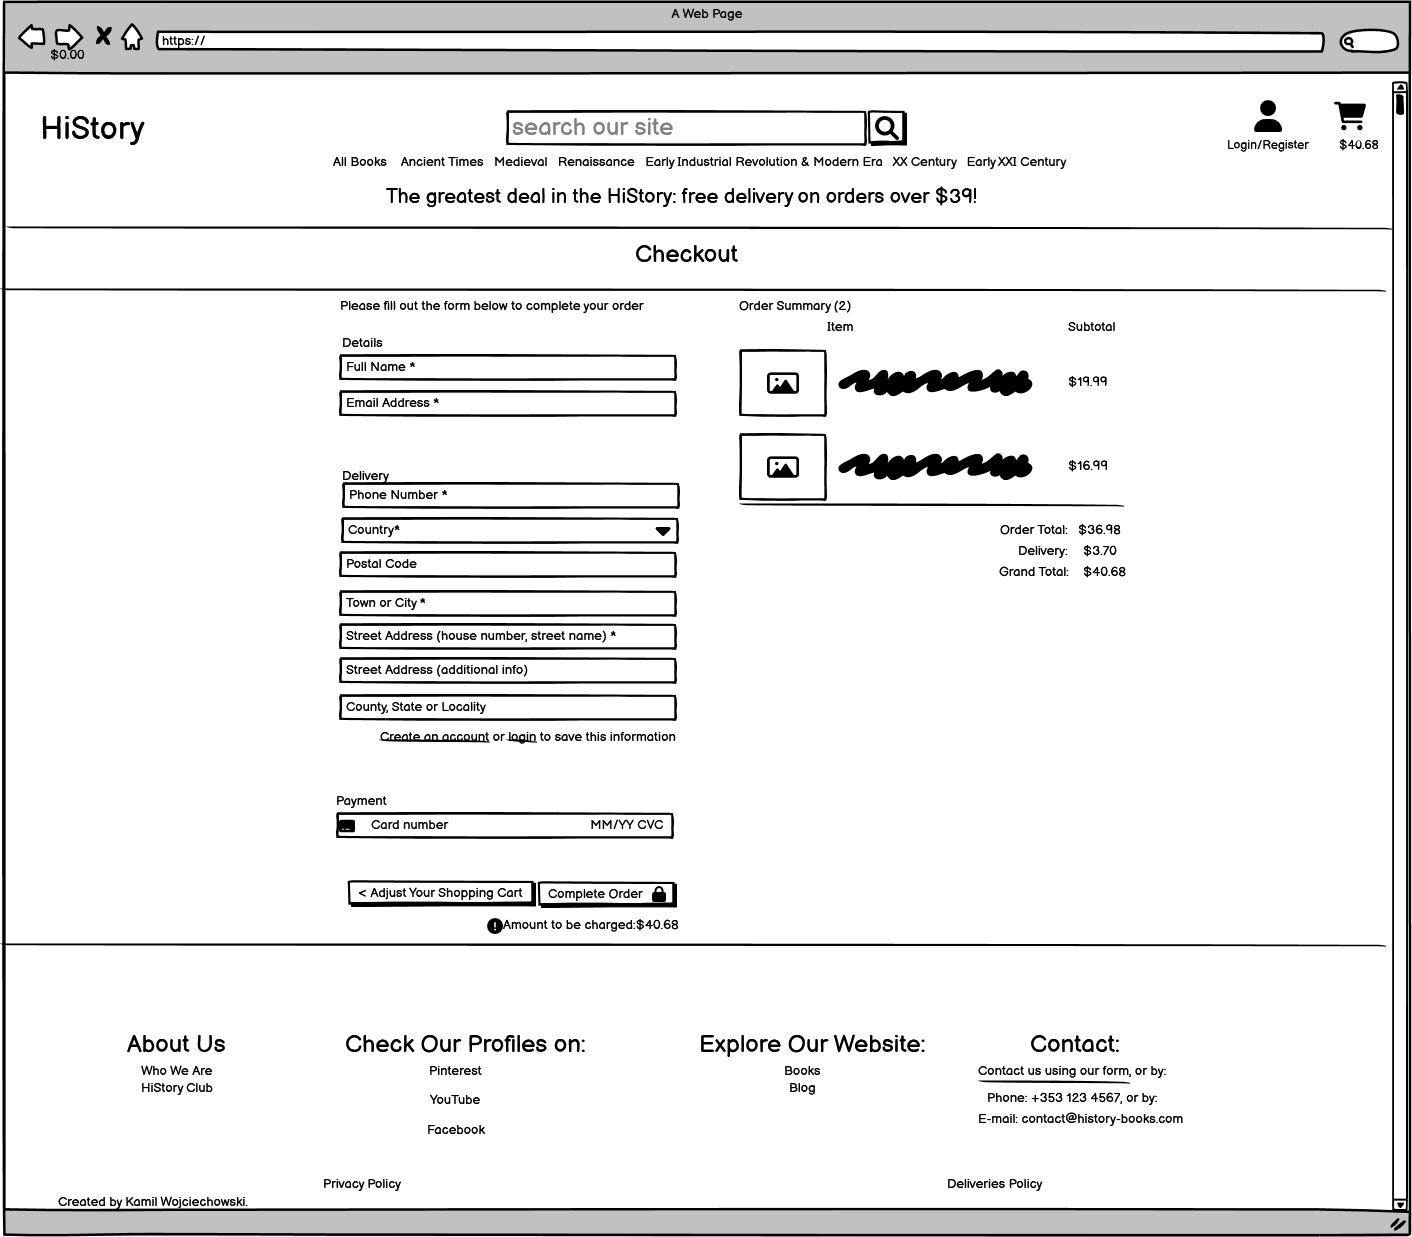 A Web Page
https://
$0.00
HiStory
search our site
Login/Register
$40.68
All Books Ancient Times Medieval Renaissance Early Industrial Revolution & Modern Era XX Century Early XXI Century
The greatest deal in the HiStory: free delivery on orders over $39!
Checkout
Please fill out the form below to complete your order
Details
Full Name *
Email Address *
Delivery
Phone Number *
Country*
Postal Code
Town or City *
Street Address (house number, street name) *
Street Address (additional info)
County, State or Locality
Create an account or login to save this information
Payment
Card number MM/YY CVC
< Adjust Your Shopping Cart
Complete Order
Amount to be charged:$40.68
Order Summary (2)
Item Subtotal
$19.99
$16.99
Order Total: $36.98
Delivery: $3.70
Grand Total: $40.68
About Us
Who We Are
HiStory Club
Check Our Profiles on:
Pinterest
YouTube
Facebook
Explore Our Website:
Books
Blog
Contact:
Contact us using our form, or by:
Phone: +353 123 4567, or by:
E-mail: contact@history-books.com
Privacy Policy
Deliveries Policy
Created by Kamil Wojciechowski.